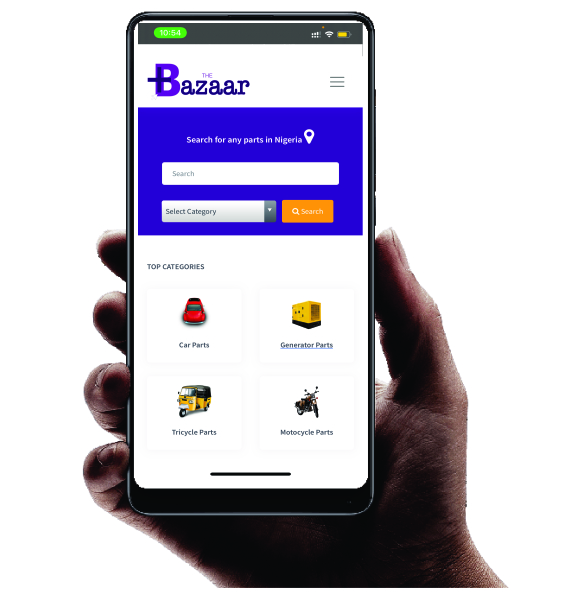 10:54
THE
Bazaar
Search for any parts in Nigeria
Search
Select Category
Search
TOP CATEGORIES
Car Parts
Generator Parts
Tricycle Parts
Motocycle Parts